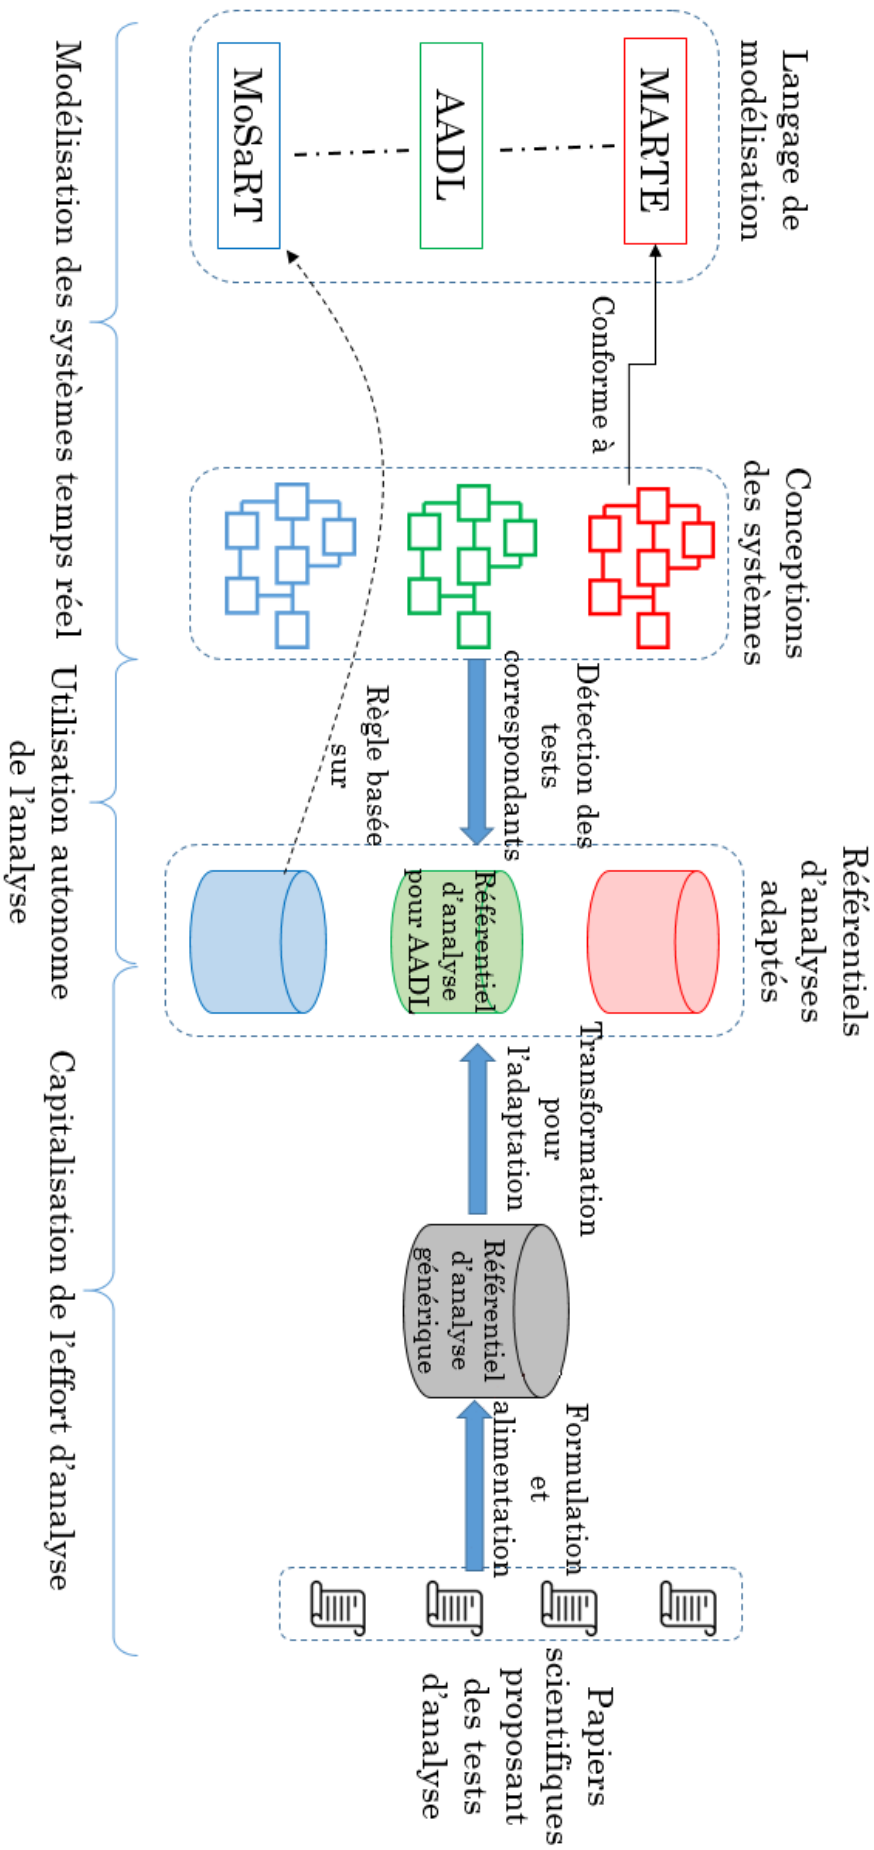 Langage de
modélisation
MARTE
AADL
MoSaRT
Conforme à
Conceptions
des systèmes
Détection des
tests
correspondants
Règle basée
sur
Référentiels
d'analyses
adaptés
Référentiel
d'analyse
pour AADL
Transformation
pour
l'adaptation
Référentiel
d'analyse
générique
Formulation
et
alimentation
Papiers
scientifiques
proposant
des tests
d'analyse
Modélisation des systèmes temps réel
Utilisation autonome
de l'analyse
Capitalisation de l'effort d'analyse